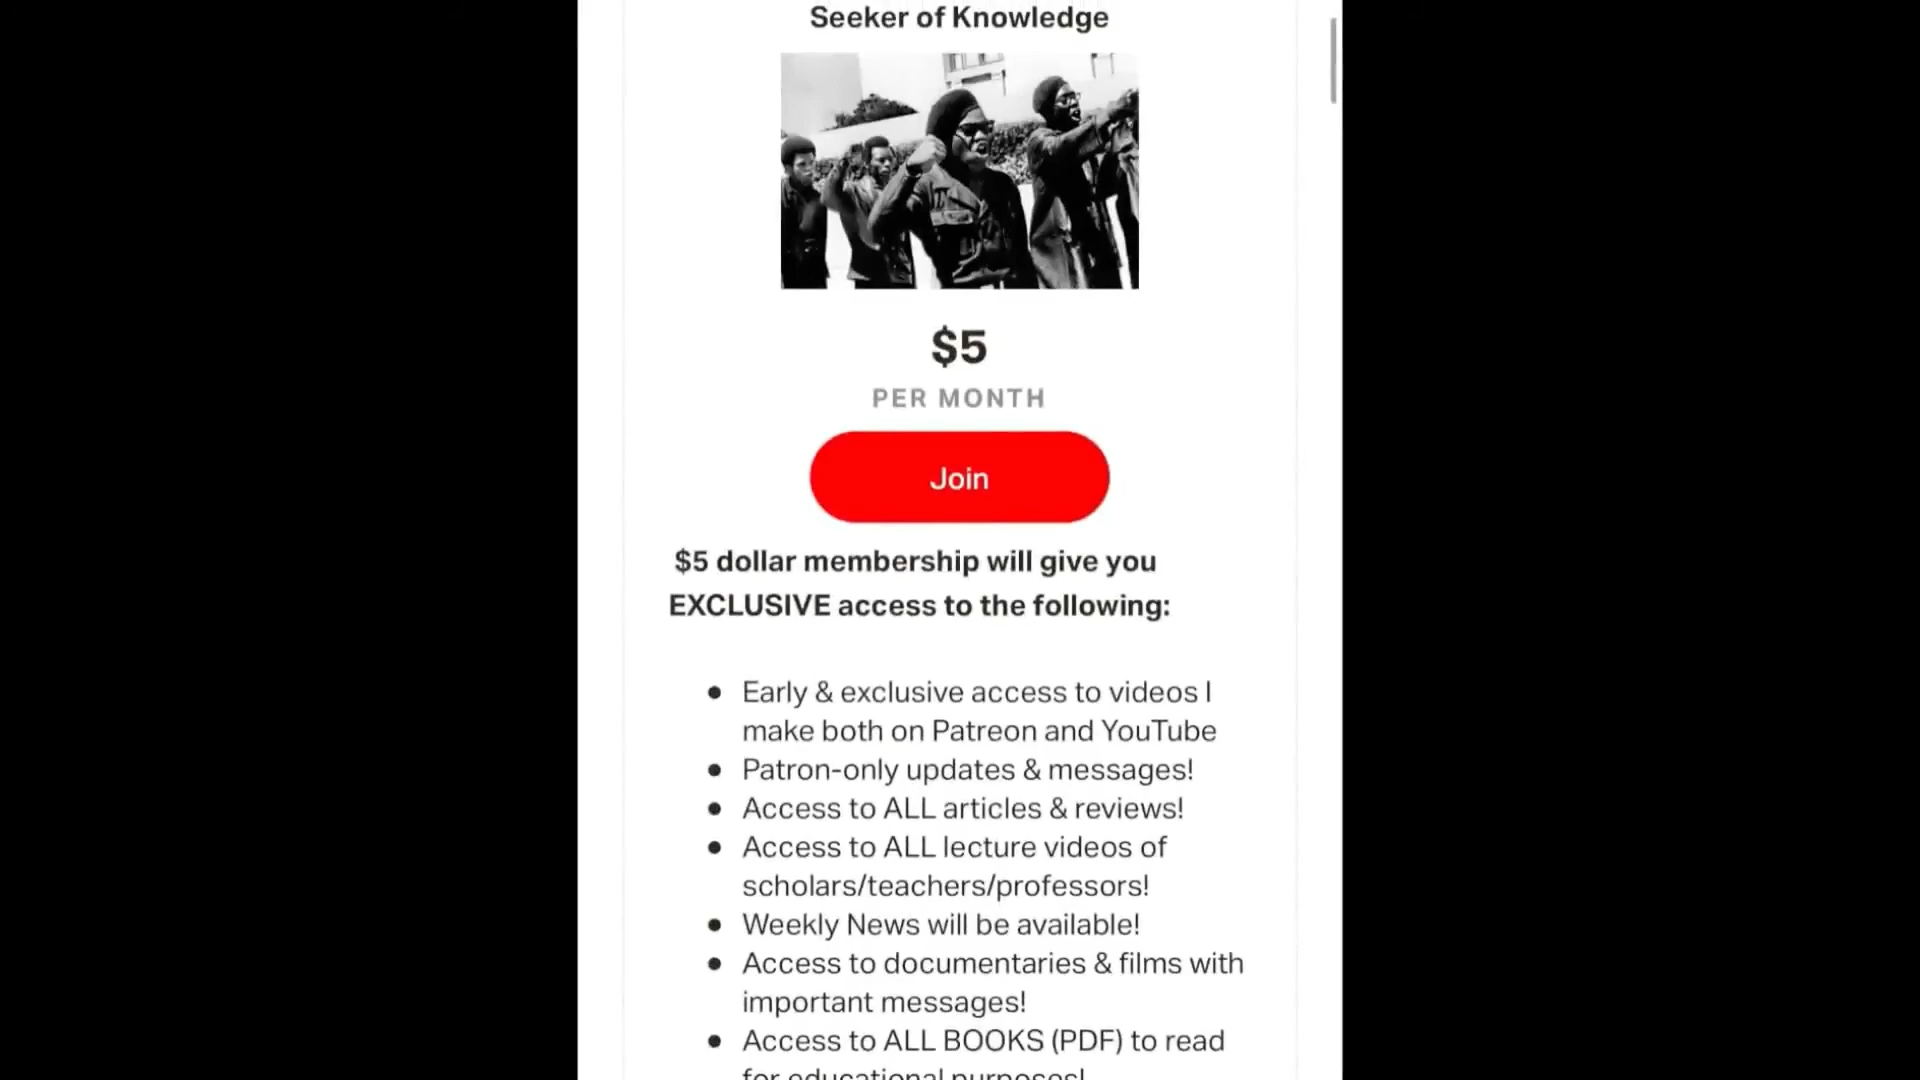 Seeker of Knowledge
$5
PER MONTH
Join
$5 dollar membership will give you
EXCLUSIVE access to the following:
Early & exclusive access to videos I
make both on Patreon and YouTube
Patron-only updates & messages!
Access to ALL articles & reviews!
Access to ALL lecture videos of
scholars/teachers/professors!
Weekly News will be available!
Access to documentaries & films with
important messages!
Access to ALL BOOKS (PDF) to read
for educational purposes!